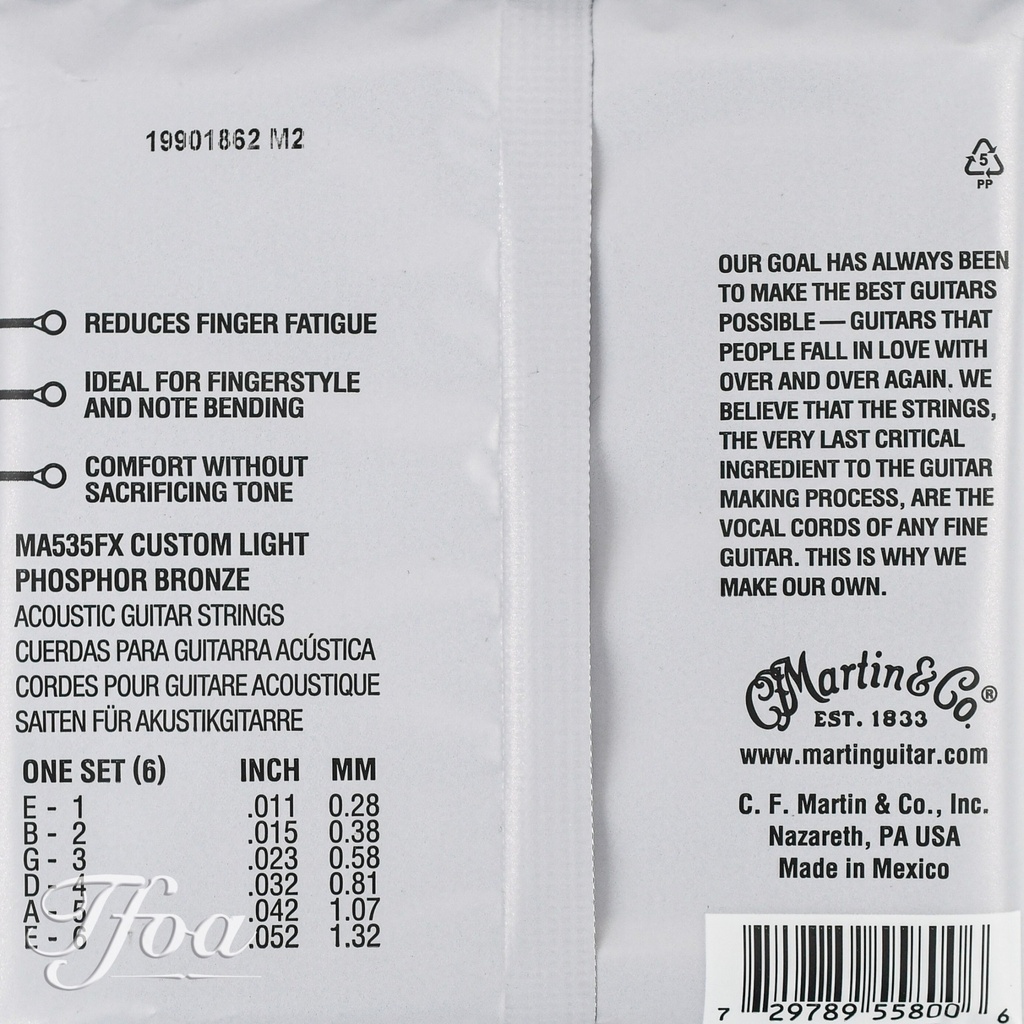 19901862 M2
REDUCES FINGER FATIGUE
IDEAL FOR FINGERSTYLE
AND NOTE BENDING
COMFORT WITHOUT
SACRIFICING TONE
MA535FX CUSTOM LIGHT
PHOSPHOR BRONZE
ACOUSTIC GUITAR STRINGS
CUERDAS PARA GUITARRA ACÚSTICA
CORDES POUR GUITARE ACOUSTIQUE
SAITEN FÜR AKUSTIKGITARRE
ONE SET (6) INCH MM
E - 1 .011 0.28
B - 2 .015 0.38
G - 3 .023 0.58
D - 4 .032 0.81
A - 5 .042 1.07
E - 6 .052 1.32
Tfoa
5
PP
OUR GOAL HAS ALWAYS BEEN
TO MAKE THE BEST GUITARS
POSSIBLE — GUITARS THAT
PEOPLE FALL IN LOVE WITH
OVER AND OVER AGAIN. WE
BELIEVE THAT THE STRINGS,
THE VERY LAST CRITICAL
INGREDIENT TO THE GUITAR
MAKING PROCESS, ARE THE
VOCAL CORDS OF ANY FINE
GUITAR. THIS IS WHY WE
MAKE OUR OWN.
CF Martin & Co.®
EST. 1833
www.martinguitar.com
C. F. Martin & Co., Inc.
Nazareth, PA USA
Made in Mexico
7 29789 55800 6